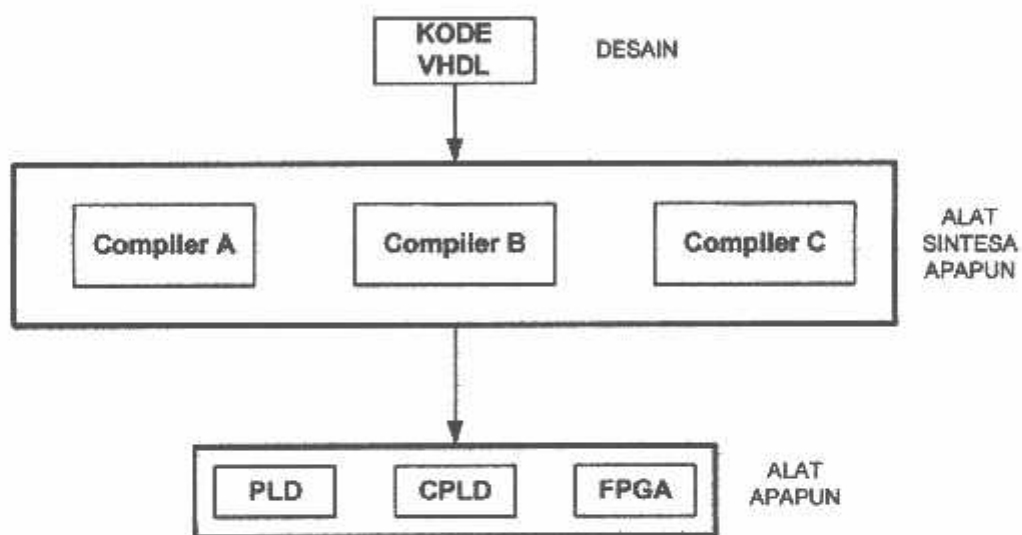 KODE
VHDL
DESAIN
Compiler A
Compiler B
Compiler C
ALAT
SINTESA
APAPUN
PLD
CPLD
FPGA
ALAT
APAPUN